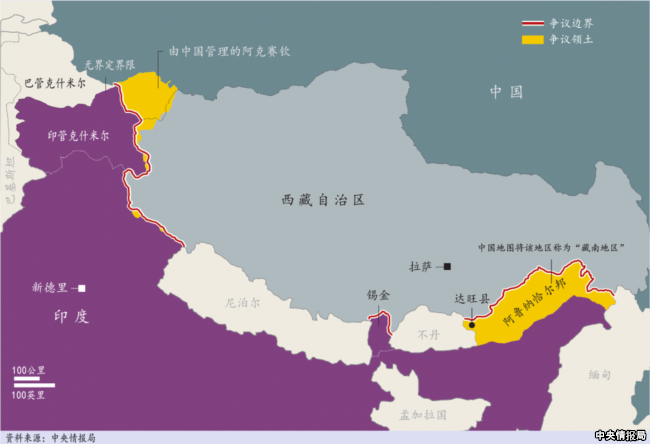 争议边界
争议领土
由中国管理的阿克赛钦
无界定界限
巴管克什米尔
中国
印管克什米尔
巴基斯坦
西藏自治区
中国地图将该地区称为“藏南地区”
拉萨
新德里
锡金
达旺县
阿鲁纳恰尔邦
尼泊尔
印度
不丹
缅甸
100公里
100英里
孟加拉国
资料来源：中央情报局
中央情报局